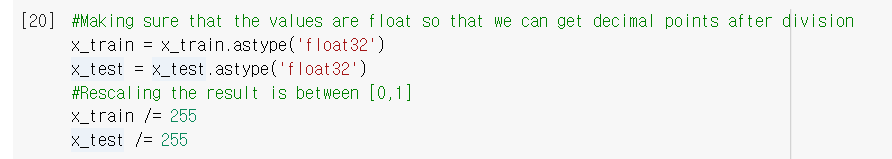 [20] #Making sure that the values are float so that we can get decimal points after division
x_train = x_train.astype('float32')
x_test = x_test.astype('float32')
#Rescaling the result is between [0,1]
x_train /= 255
x_test /= 255